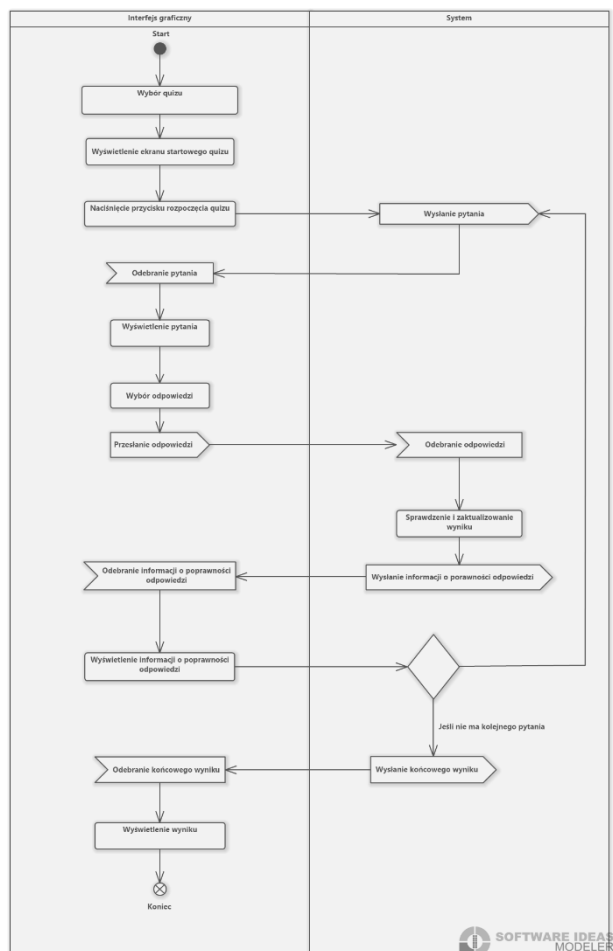 Interfejs graficzny
System
Start
Wybór quizu
Wyświetlenie ekranu startowego quizu
Naciśnięcie przycisku rozpoczęcia quizu
Wysłanie pytania
Odebranie pytania
Wyświetlenie pytania
Wybór odpowiedzi
Przesłanie odpowiedzi
Odebranie odpowiedzi
Sprawdzenie i zaktualizowanie
wyniku
Odebranie informacji o poprawności
odpowiedzi
Wysłanie informacji o porawności odpowiedzi
Wyświetlenie informacji o poprawności
odpowiedzi
Jeśli nie ma kolejnego pytania
Odebranie końcowego wyniku
Wysłanie końcowego wyniku
Wyświetlenie wyniku
Koniec
SOFTWARE IDEAS
MODELER